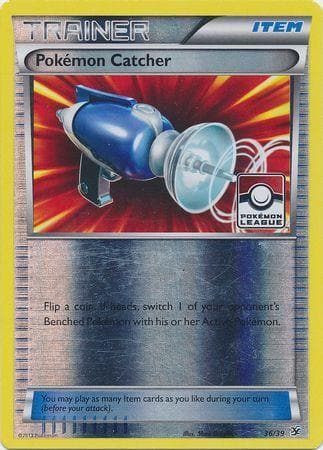 TRAINER
ITEM
Pokémon Catcher
POKÉMON
LEAGUE
Flip a coin. If heads, switch 1 of your opponent's
Benched Pokémon with his or her Active Pokémon.
You may play as many Item cards as you like during your turn
(before your attack).
Illus.
36/39